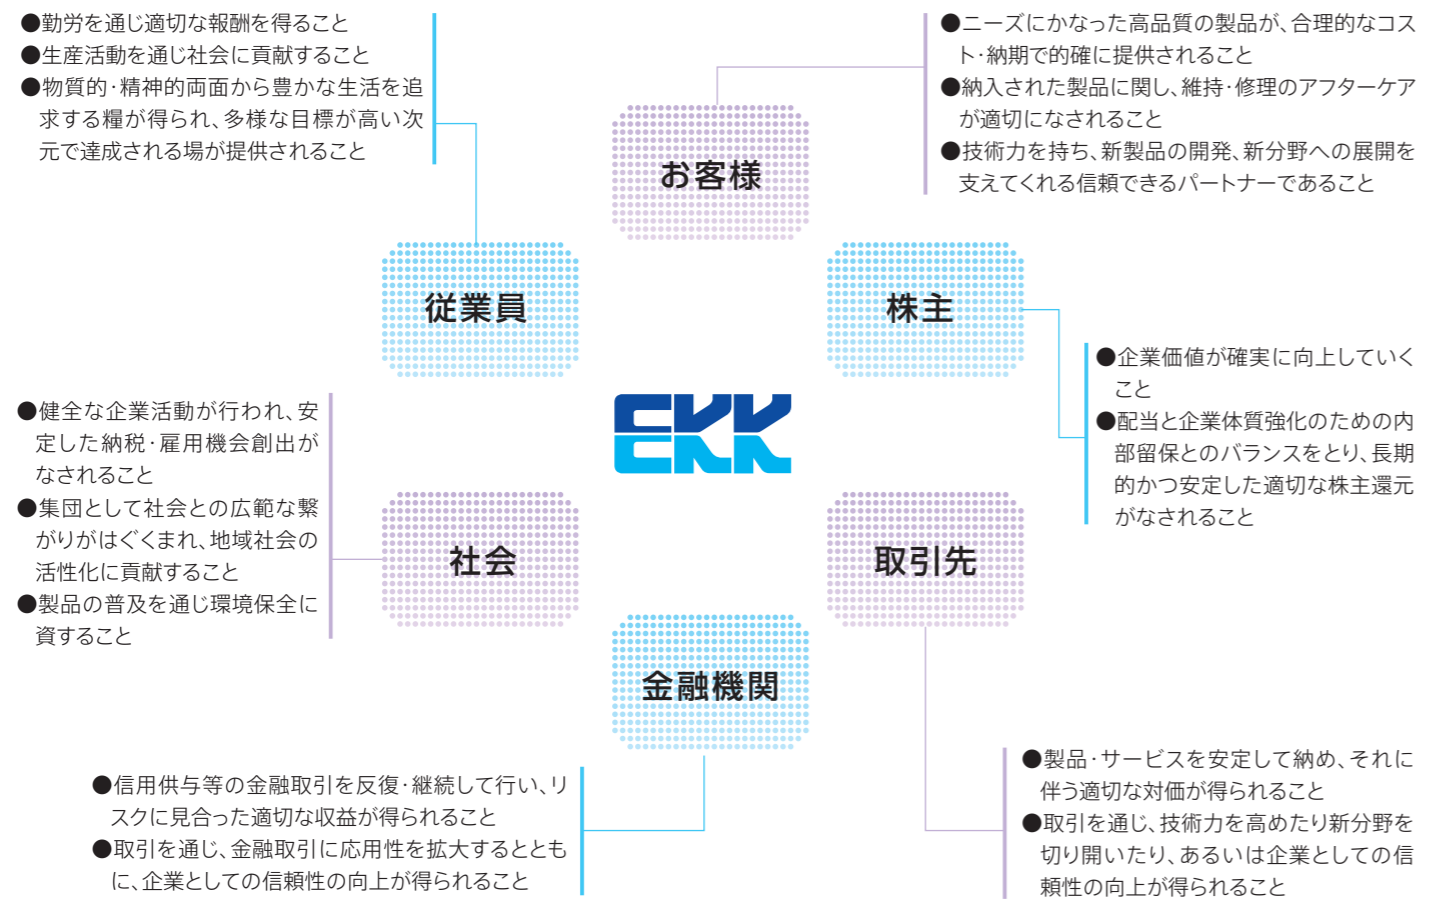 ●勤労を通じ適切な報酬を得ること
●生産活動を通じ社会に貢献すること
●物質的・精神的両面から豊かな生活を追
求する糧が得られ、多様な目標が高い次
元で達成される場が提供されること
●ニーズにかなった高品質の製品が、合理的なコス
ト・納期で的確に提供されること
●納入された製品に関し、維持・修理のアフターケア
が適切になされること
●技術力を持ち、新製品の開発、新分野への展開を
支えてくれる信頼できるパートナーであること
お客様
従業員
株主
●企業価値が確実に向上していく
こと
●配当と企業体質強化のための内
部留保とのバランスをとり、長期
的かつ安定した適切な株主還元
がなされること
EKK
●健全な企業活動が行われ、安
定した納税・雇用機会創出が
なされること
●集団として社会との広範な繋
がりがはぐくまれ、地域社会の
活性化に貢献すること
●製品の普及を通じ環境保全に
資すること
社会
取引先
金融機関
●信用供与等の金融取引を反復・継続して行い、リ
スクに見合った適切な収益が得られること
●取引を通じ、金融取引に応用性を拡大するととも
に、企業としての信頼性の向上が得られること
●製品・サービスを安定して納め、それに
伴う適切な対価が得られること
●取引を通じ、技術力を高めたり新分野を
切り開いたり、あるいは企業としての信
頼性の向上が得られること